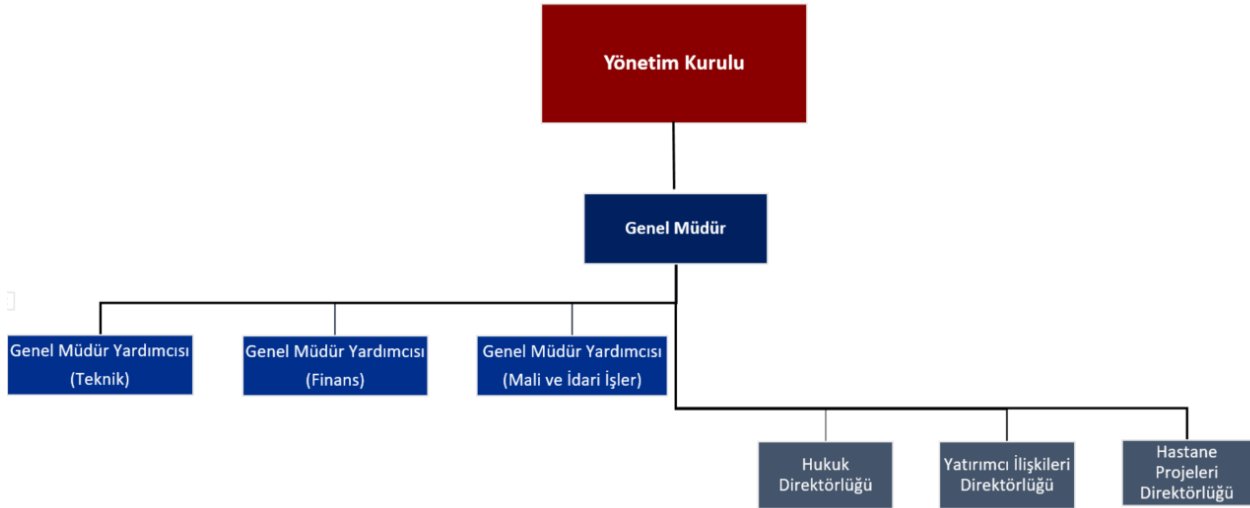 Yönetim Kurulu
Genel Müdür
Genel Müdür Yardımcısı
(Teknik)
Genel Müdür Yardımcısı
(Finans)
Genel Müdür Yardımcısı
(Mali ve İdari İşler)
Hukuk
Direktörlüğü
Yatırımcı İlişkileri
Direktörlüğü
Hastane
Projeleri
Direktörlüğü